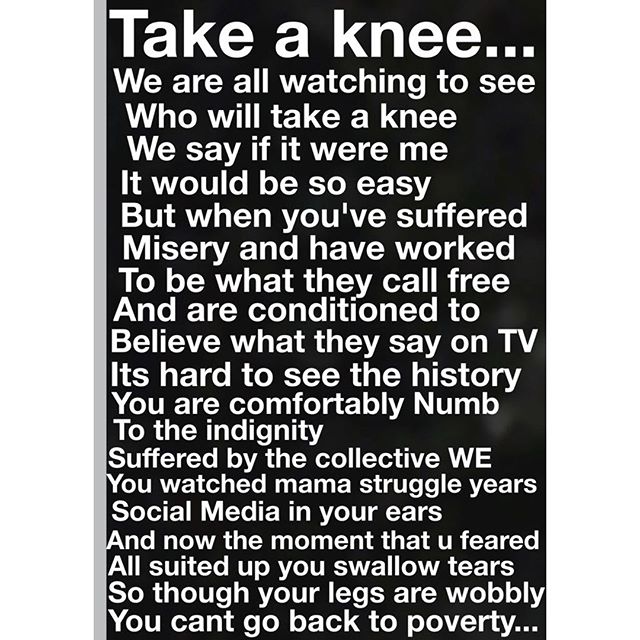 Take a knee...
We are all watching to see
Who will take a knee
We say if it were me
It would be so easy
But when you've suffered
Misery and have worked
To be what they call free
And are conditioned to
Believe what they say on TV
Its hard to see the history
You are comfortably Numb
To the indignity
Suffered by the collective WE
You watched mama struggle years
Social Media in your ears
And now the moment that u feared
All suited up you swallow tears
So though your legs are wobbly
You cant go back to poverty...